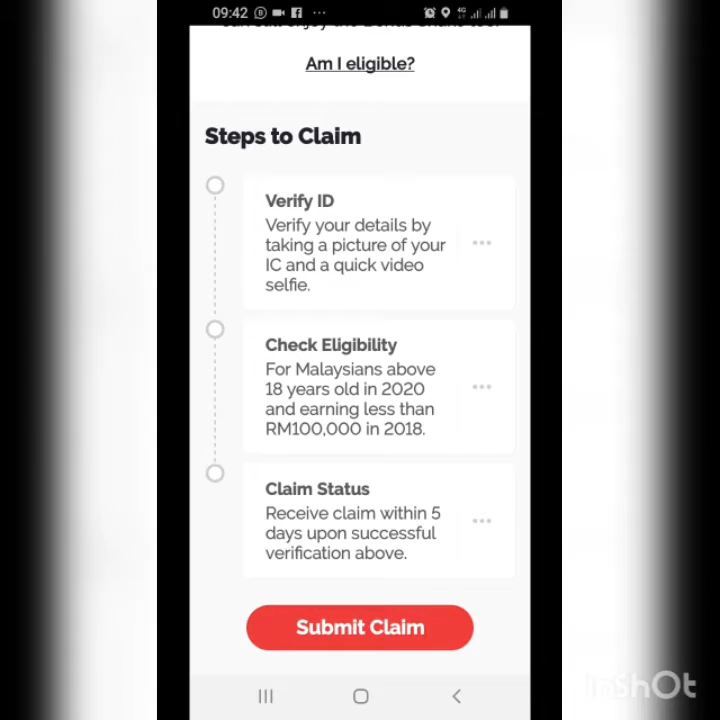 09:42
4G
Am I eligible?
Steps to Claim
Verify ID
Verify your details by
taking a picture of your
IC and a quick video
selfie.
Check Eligibility
For Malaysians above
18 years old in 2020
and earning less than
RM100,000 in 2018.
Claim Status
Receive claim within 5
days upon successful
verification above.
Submit Claim
InShOt